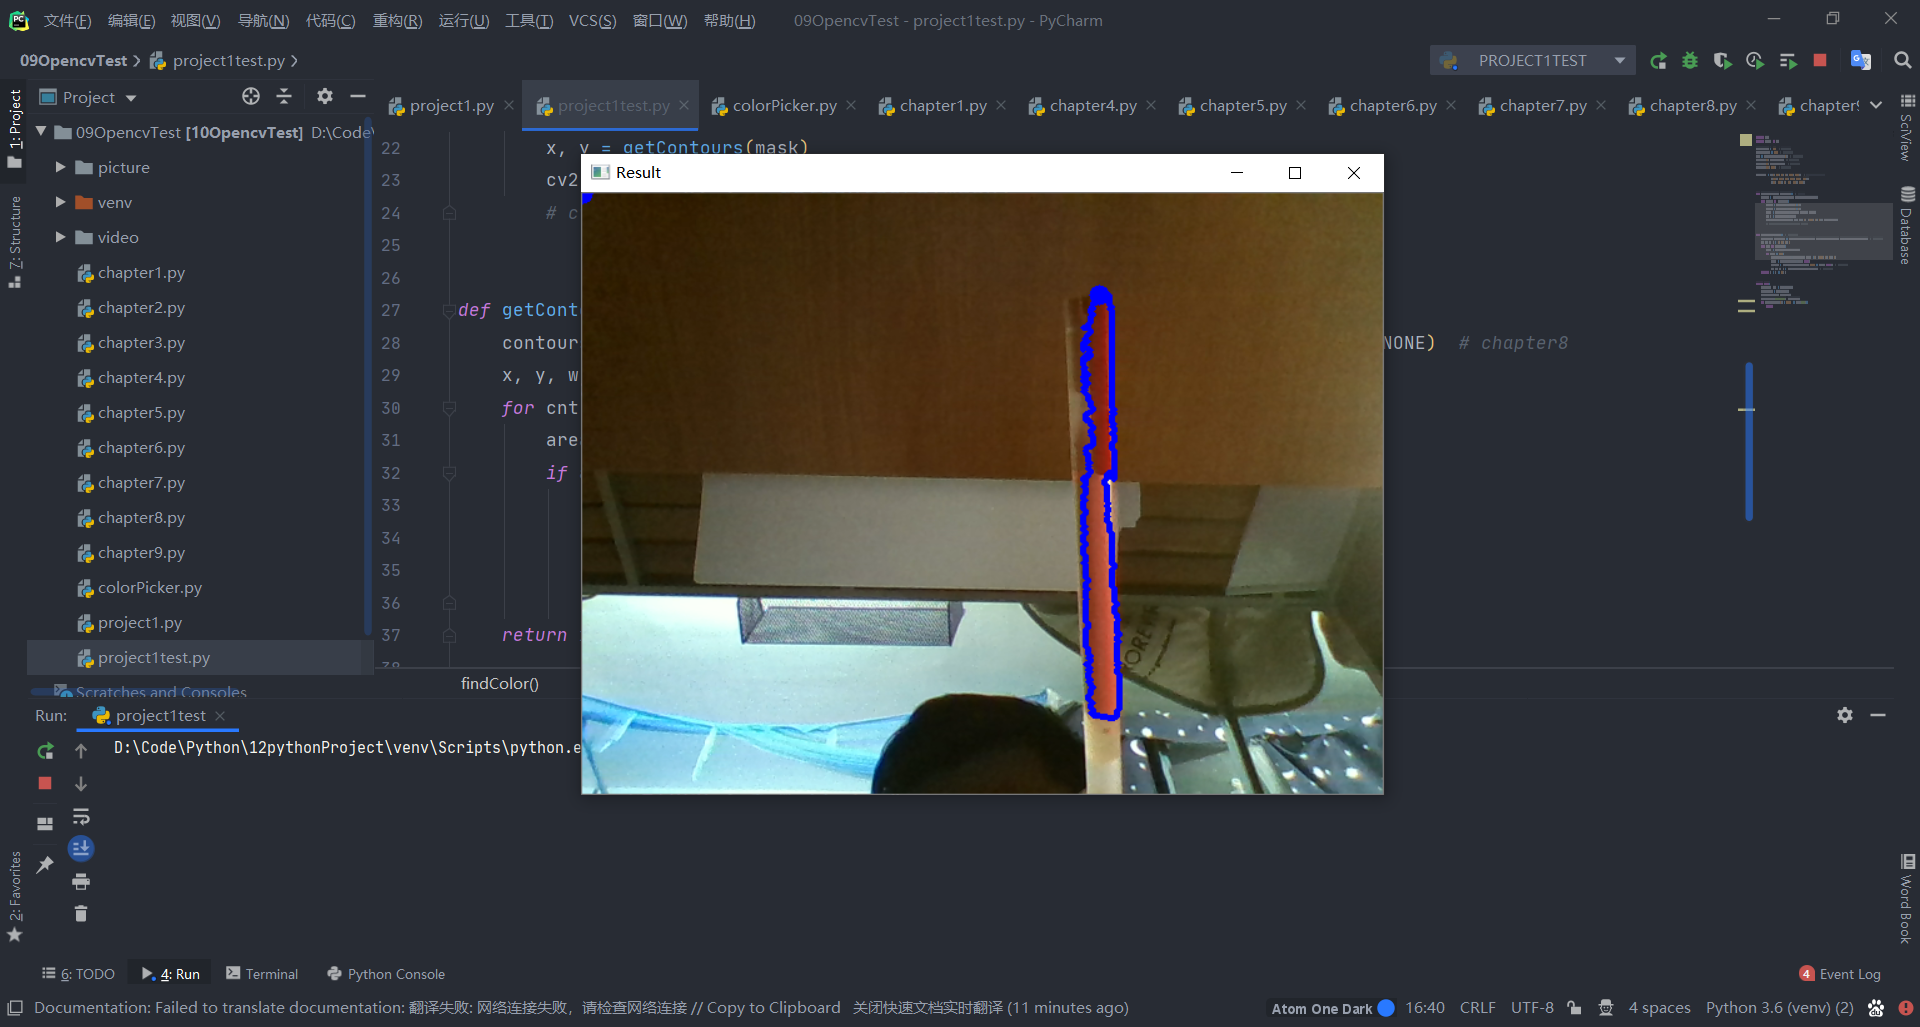 PC 文件(F) 编辑(E) 视图(V) 导航(N) 代码(C) 重构(R) 运行(U) 工具(T) VCS(S) 窗口(W) 帮助(H) 09OpencvTest - project1test.py - PyCharm
09OpencvTest project1test.py PROJECT1TEST
Project
project1.py project1test.py colorPicker.py chapter1.py chapter4.py chapter5.py chapter6.py chapter7.py chapter8.py
1: Project
7: Structure
2: Favorites
SciView
Database
Word Book
09OpencvTest [10OpencvTest] D:\Code\
picture
venv
video
chapter1.py
chapter2.py
chapter3.py
chapter4.py
chapter5.py
chapter6.py
chapter7.py
chapter8.py
chapter9.py
colorPicker.py
project1.py
project1test.py
Scratches and Consoles
22 x, y = getContours(mask)
23 cv2
24 # c
25
26
27 def getCont
28 contour NONE) # chapter8
29 x, y, w
30 for cnt
31 are
32 if
33
34
35
36
37 return
38
findColor()
Result
KOREA
Run: project1test
D:\Code\Python\12pythonProject\venv\Scripts\python.e
6: TODO 4: Run Terminal Python Console 4 Event Log
Documentation: Failed to translate documentation: 翻译失败: 网络连接失败，请检查网络连接 // Copy to Clipboard 关闭快速文档实时翻译 (11 minutes ago) Atom One Dark 16:40 CRLF UTF-8 4 spaces Python 3.6 (venv) (2)